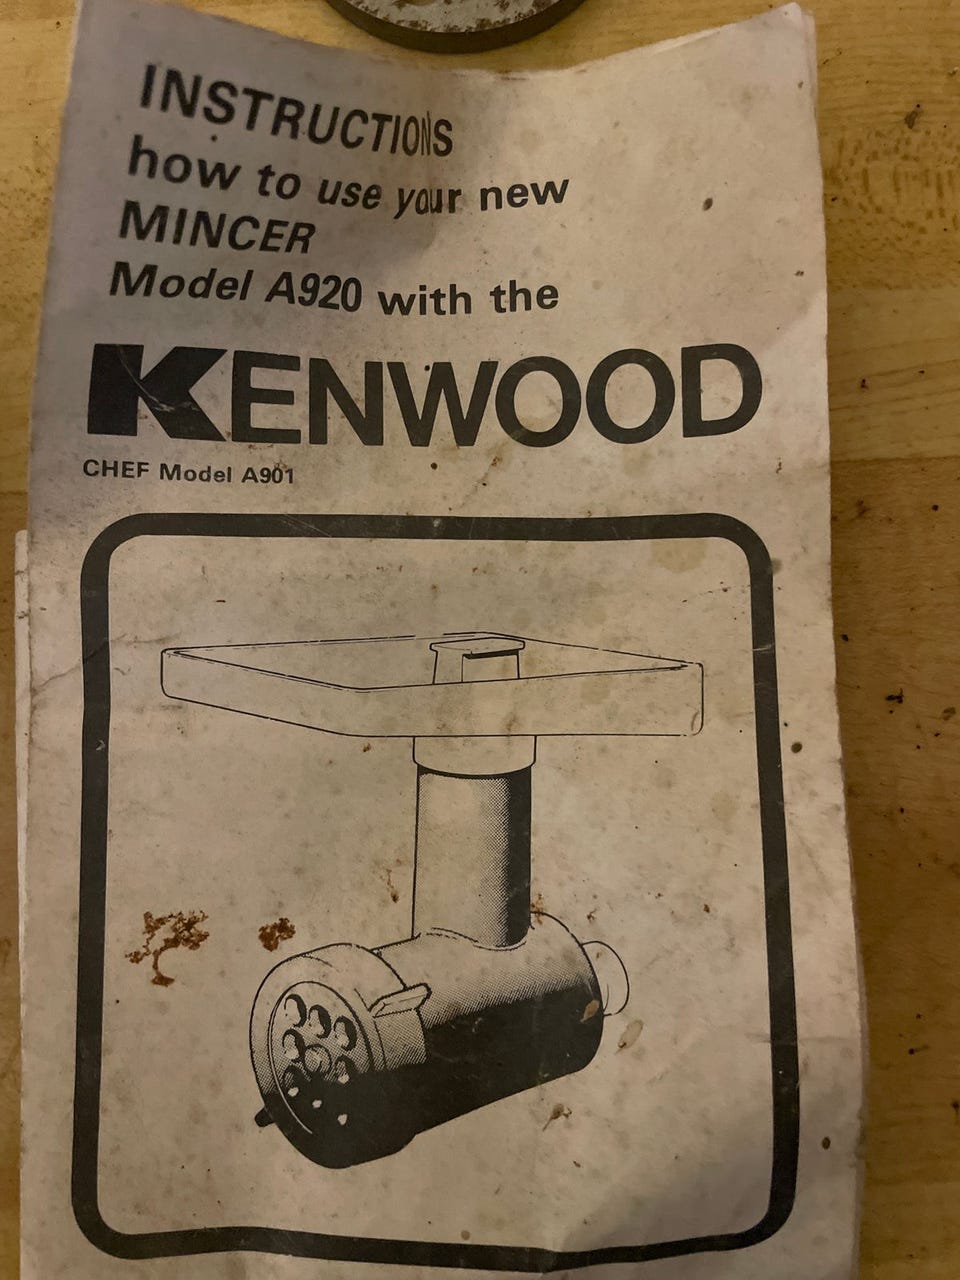 INSTRUCTIONS
how to use your new
MINCER
Model A920 with the
KENWOOD
CHEF Model A901